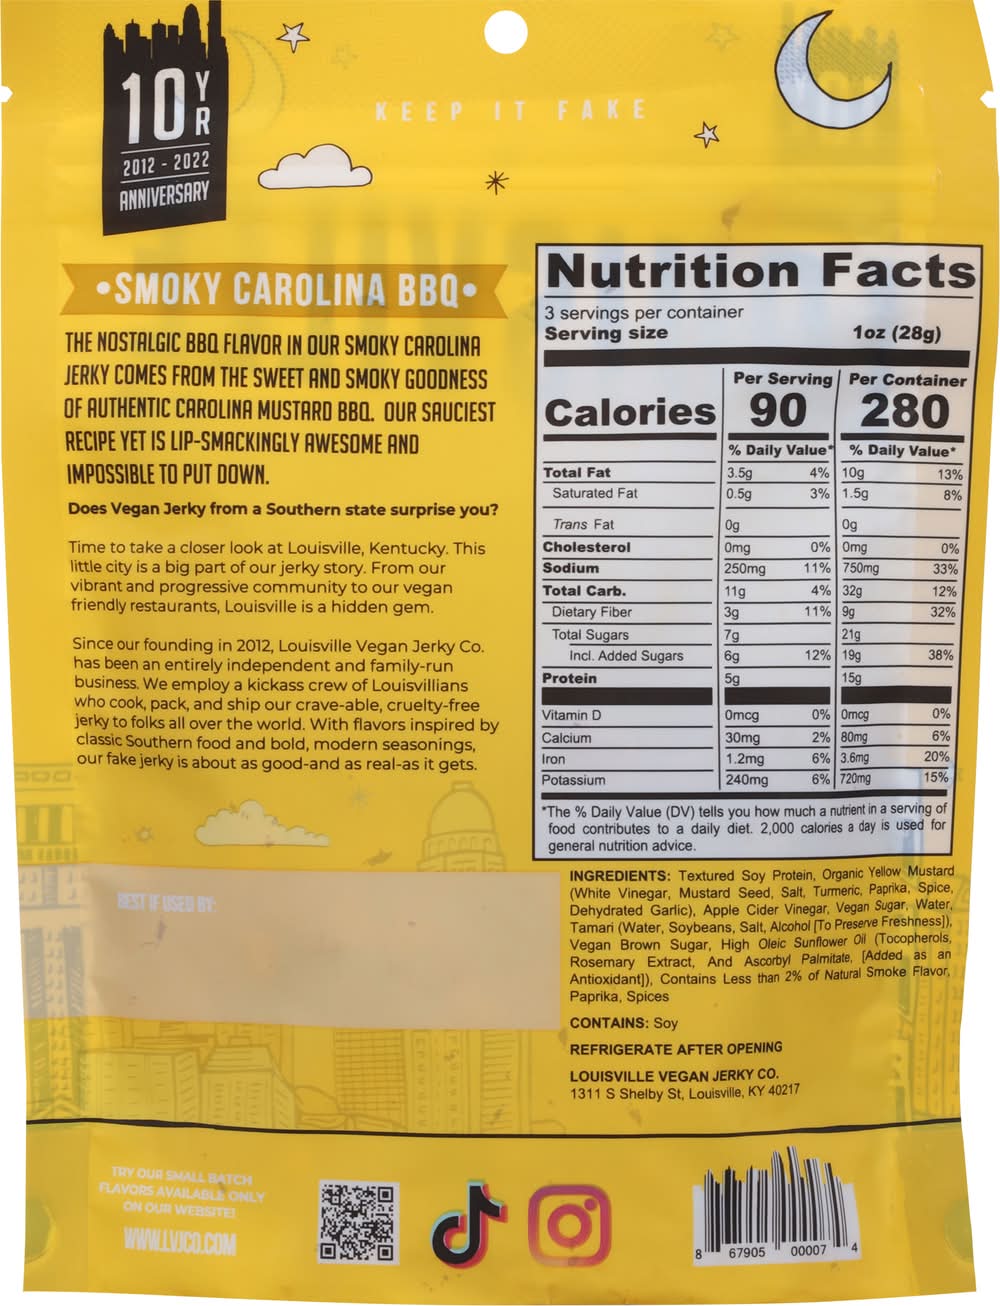 10 YR
2012 - 2022
ANNIVERSARY
KEEP IT FAKE
•SMOKY CAROLINA BBQ•
THE NOSTALGIC BBQ FLAVOR IN OUR SMOKY CAROLINA
JERKY COMES FROM THE SWEET AND SMOKY GOODNESS
OF AUTHENTIC CAROLINA MUSTARD BBQ. OUR SAUCIEST
RECIPE YET IS LIP-SMACKINGLY AWESOME AND
IMPOSSIBLE TO PUT DOWN.
Does Vegan Jerky from a Southern state surprise you?
Time to take a closer look at Louisville, Kentucky. This
little city is a big part of our jerky story. From our
vibrant and progressive community to our vegan
friendly restaurants, Louisville is a hidden gem.
Since our founding in 2012, Louisville Vegan Jerky Co.
has been an entirely independent and family-run
business. We employ a kickass crew of Louisvillians
who cook, pack, and ship our crave-able, cruelty-free
jerky to folks all over the world. With flavors inspired by
classic Southern food and bold, modern seasonings,
our fake jerky is about as good-and as real-as it gets.
BEST IF USED BY:
Nutrition Facts
3 servings per container
Serving size 1oz (28g)
Per Serving Per Container
Calories 90 280
% Daily Value* % Daily Value*
Total Fat 3.5g 4% 10g 13%
Saturated Fat 0.5g 3% 1.5g 8%
Trans Fat 0g 0g
Cholesterol 0mg 0% 0mg 0%
Sodium 250mg 11% 750mg 33%
Total Carb. 11g 4% 32g 12%
Dietary Fiber 3g 11% 9g 32%
Total Sugars 7g 21g
Incl. Added Sugars 6g 12% 19g 38%
Protein 5g 15g
Vitamin D 0mcg 0% 0mcg 0%
Calcium 30mg 2% 80mg 6%
Iron 1.2mg 6% 3.6mg 20%
Potassium 240mg 6% 720mg 15%
*The % Daily Value (DV) tells you how much a nutrient in a serving of
food contributes to a daily diet. 2,000 calories a day is used for
general nutrition advice.
INGREDIENTS: Textured Soy Protein, Organic Yellow Mustard
(White Vinegar, Mustard Seed, Salt, Turmeric, Paprika, Spice,
Dehydrated Garlic), Apple Cider Vinegar, Vegan Sugar, Water,
Tamari (Water, Soybeans, Salt, Alcohol [To Preserve Freshness]),
Vegan Brown Sugar, High Oleic Sunflower Oil (Tocopherols,
Rosemary Extract, And Ascorbyl Palmitate, [Added as an
Antioxidant]), Contains Less than 2% of Natural Smoke Flavor,
Paprika, Spices
CONTAINS: Soy
REFRIGERATE AFTER OPENING
LOUISVILLE VEGAN JERKY CO.
1311 S Shelby St, Louisville, KY 40217
TRY OUR SMALL BATCH
FLAVORS AVAILABLE ONLY
ON OUR WEBSITE!
WWW.LVJCO.COM
8 67905 00007 4